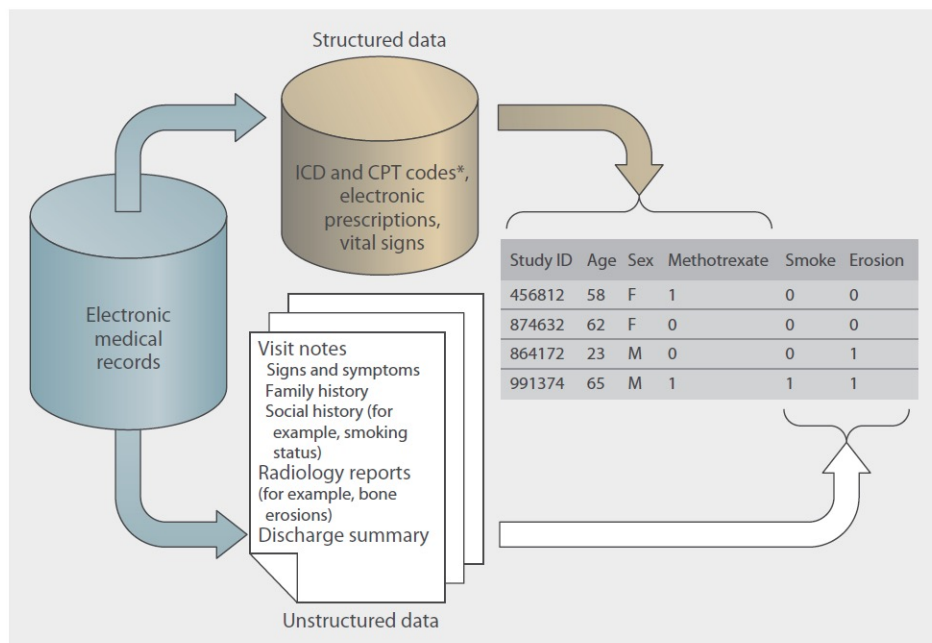 Structured data
ICD and CPT codes*,
electronic
prescriptions,
vital signs
Electronic
medical
records
Visit notes
Signs and symptoms
Family history
Social history (for
example, smoking
status)
Radiology reports
(for example, bone
erosions)
Discharge summary
Unstructured data
Study ID Age Sex Methotrexate Smoke Erosion
456812 58 F 1 0 0
874632 62 F 0 0 0
864172 23 M 0 0 1
991374 65 M 1 1 1